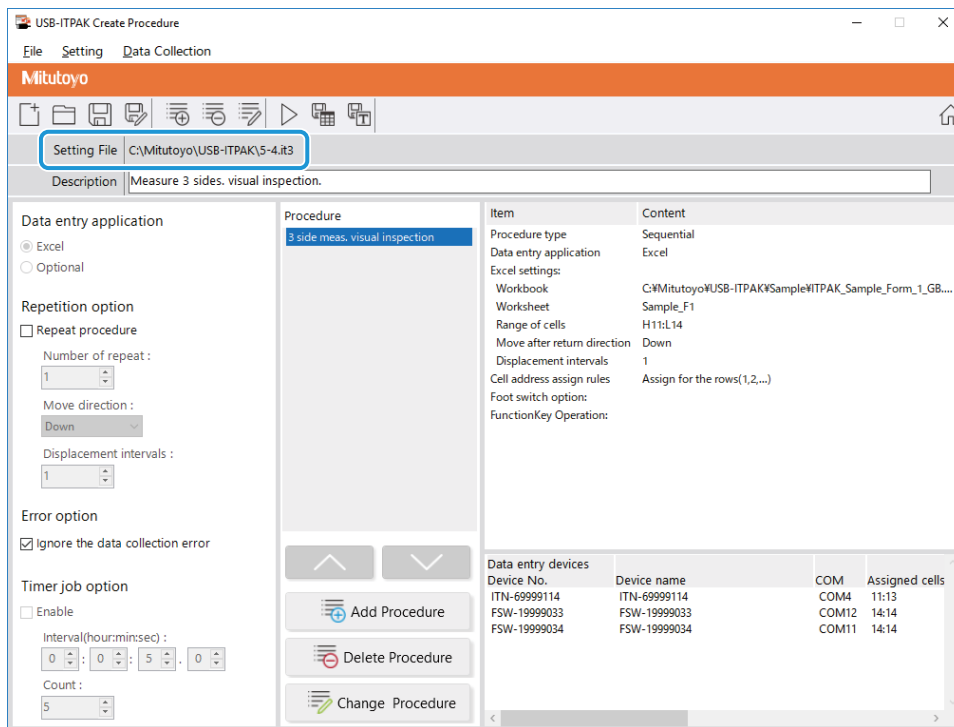 USB-ITPAK Create Procedure
File Setting Data Collection
Mitutoyo
Setting File C:\Mitutoyo\USB-ITPAK\5-4.it3
Description Measure 3 sides. visual inspection.
Data entry application
Excel
Optional
Repetition option
Repeat procedure
Number of repeat :
1
Move direction :
Down
Displacement intervals :
1
Error option
Ignore the data collection error
Timer job option
Enable
Interval(hour:min:sec) :
0 : 0 : 5 . 0
Count :
5
Procedure
3 side meas. visual inspection
Add Procedure
Delete Procedure
Change Procedure
Item Content
Procedure type Sequential
Data entry application Excel
Excel settings:
Workbook C:¥Mitutoyo¥USB-ITPAK¥Sample¥ITPAK_Sample_Form_1_GB....
Worksheet Sample_F1
Range of cells H11:L14
Move after return direction Down
Displacement intervals 1
Cell address assign rules Assign for the rows(1,2,...)
Foot switch option:
FunctionKey Operation:
Data entry devices
Device No. Device name COM Assigned cells
ITN-69999114 ITN-69999114 COM4 11:13
FSW-19999033 FSW-19999033 COM12 14:14
FSW-19999034 FSW-19999034 COM11 14:14